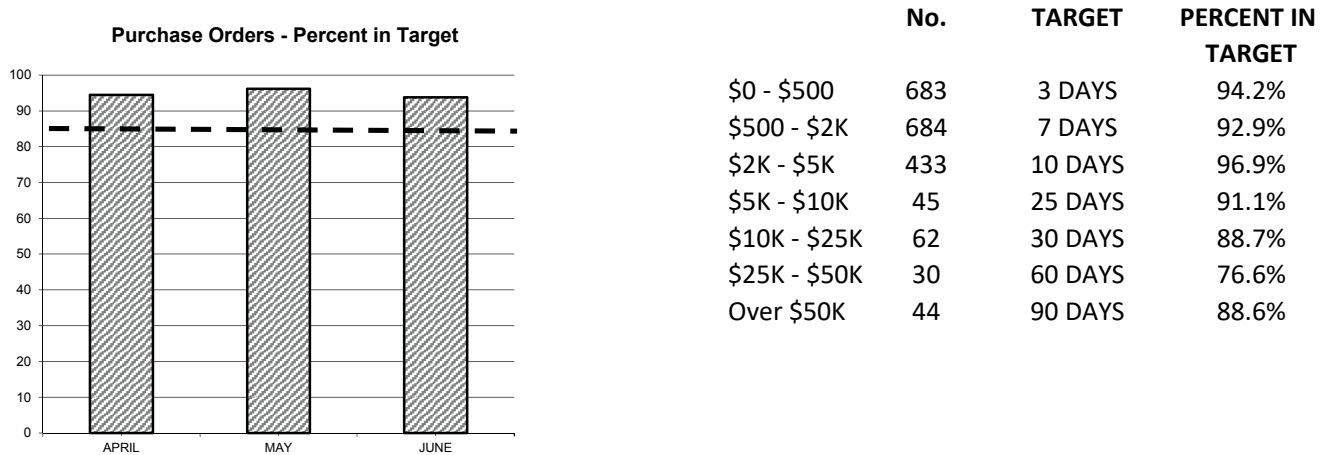 Purchase Orders - Percent in Target
100
90
80
70
60
50
40
30
20
10
0
APRIL MAY JUNE
No. TARGET PERCENT IN
TARGET
$0 - $500 683 3 DAYS 94.2%
$500 - $2K 684 7 DAYS 92.9%
$2K - $5K 433 10 DAYS 96.9%
$5K - $10K 45 25 DAYS 91.1%
$10K - $25K 62 30 DAYS 88.7%
$25K - $50K 30 60 DAYS 76.6%
Over $50K 44 90 DAYS 88.6%